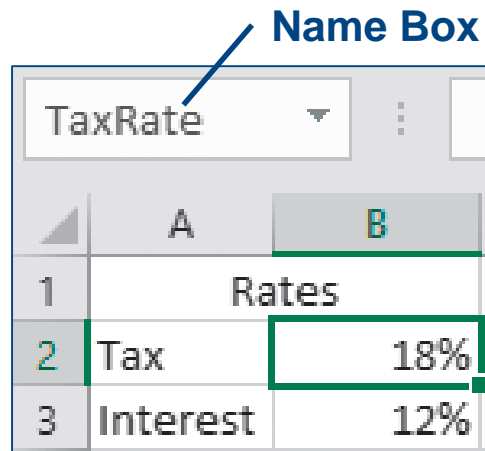 Name Box
TaxRate
A B
1 Rates
2 Tax 18%
3 Interest 12%